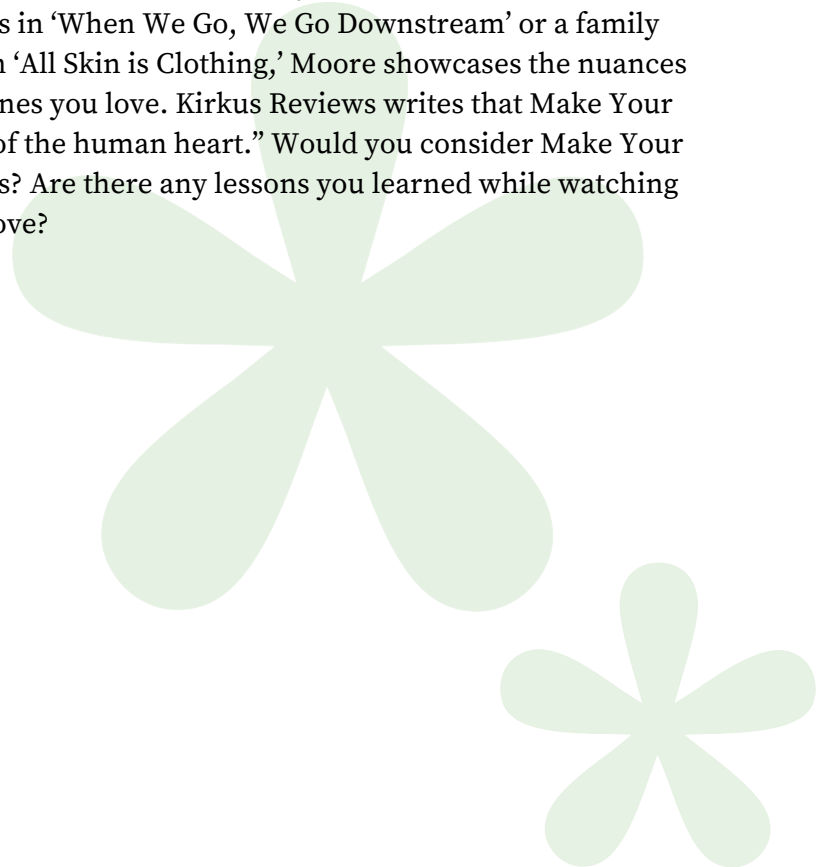 s in ‘When We Go, We Go Downstream’ or a family
‘All Skin is Clothing,’ Moore showcases the nuances
nes you love. Kirkus Reviews writes that Make Your
of the human heart.” Would you consider Make Your
s? Are there any lessons you learned while watching
ove?